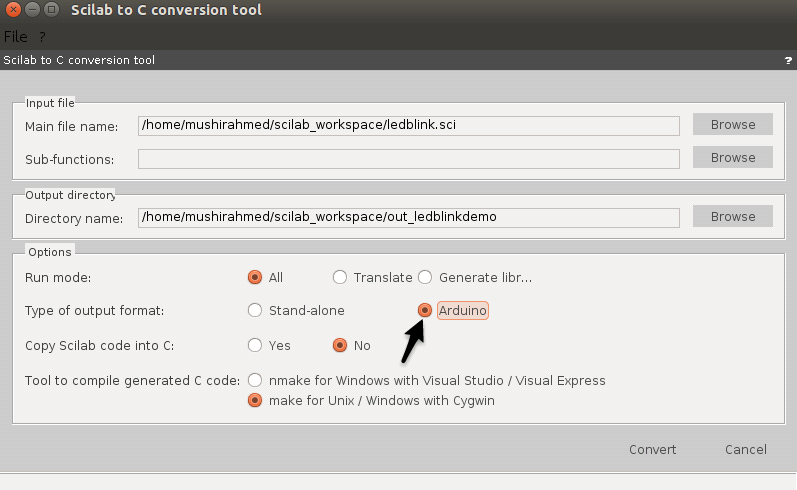 Scilab to C conversion tool
File ?
Scilab to C conversion tool ?
Input file
Main file name: /home/mushirahmed/scilab_workspace/ledblink.sci Browse
Sub-functions: Browse
Output directory
Directory name: /home/mushirahmed/scilab_workspace/out_ledblinkdemo Browse
Options
Run mode: All Translate Generate libr...
Type of output format: Stand-alone Arduino
Copy Scilab code into C: Yes No
Tool to compile generated C code: nmake for Windows with Visual Studio / Visual Express
make for Unix / Windows with Cygwin
Convert Cancel